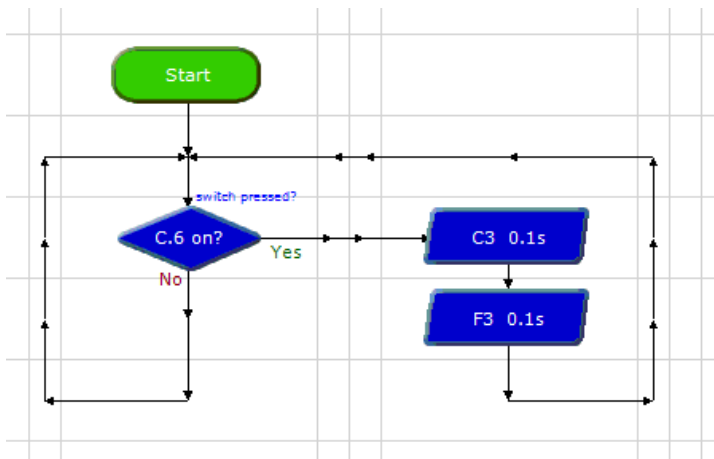 Start
switch pressed?
C.6 on?
Yes
No
C3 0.1s
F3 0.1s